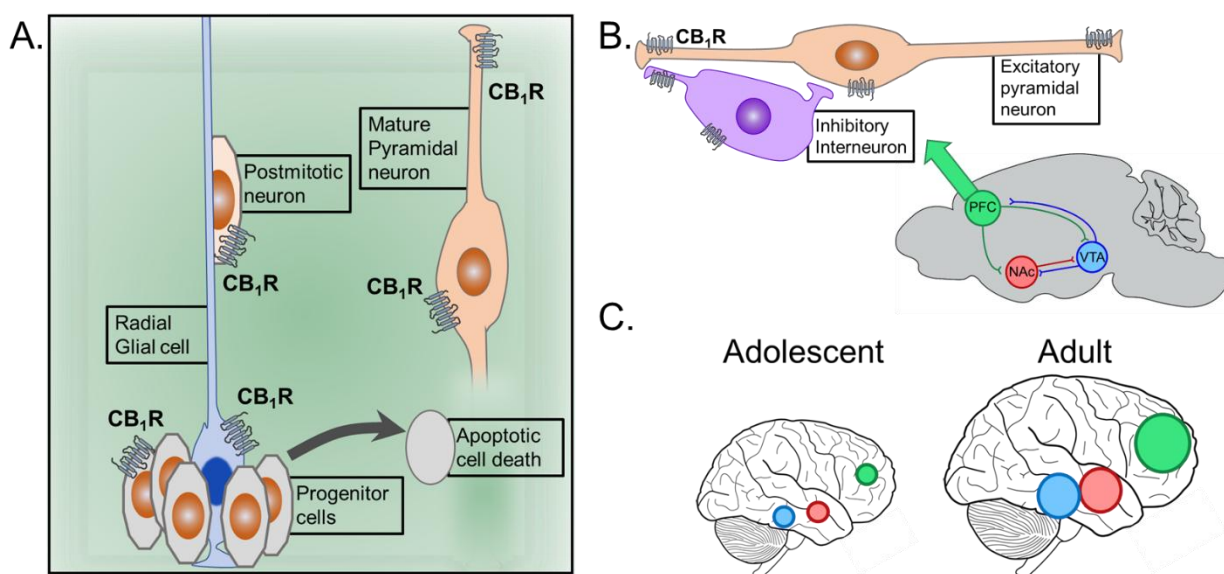 A.
CB₁R
CB₁R
Mature
Pyramidal
neuron
Postmitotic
neuron
CB₁R
CB₁R
Radial
Glial cell
CB₁R
CB₁R
Apoptotic
cell death
Progenitor
cells
B.
CB₁R
Excitatory
pyramidal
neuron
Inhibitory
Interneuron
PFC
NAc
VTA
C.
Adolescent
Adult